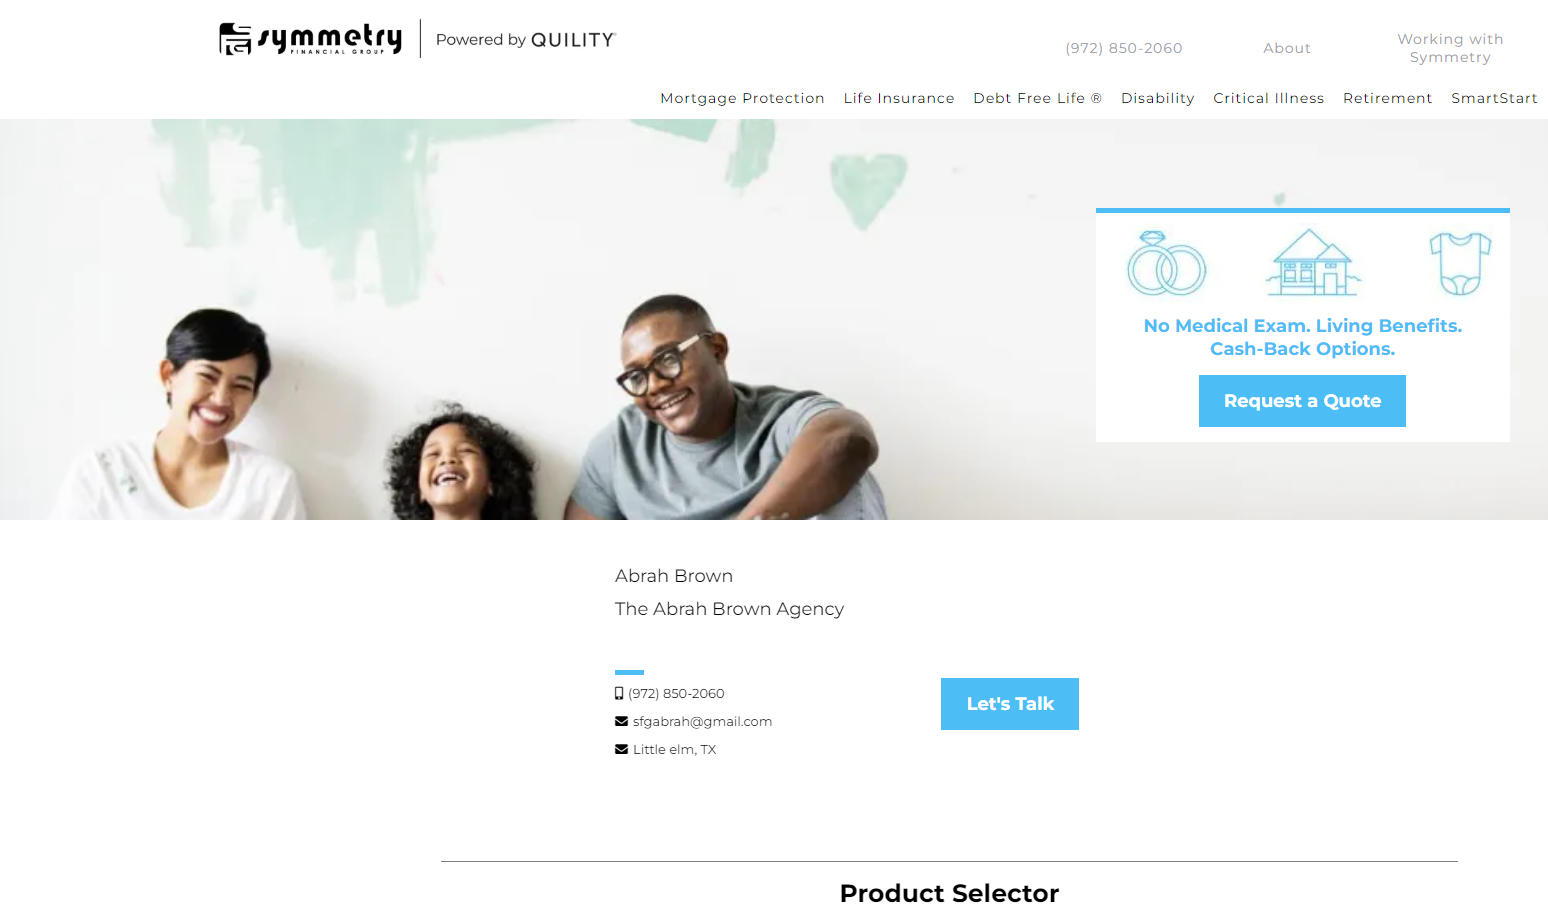 symmetry
FINANCIAL GROUP
Powered by QUILITY
(972) 850-2060
About
Working with
Symmetry
Mortgage Protection
Life Insurance
Debt Free Life ®
Disability
Critical Illness
Retirement
SmartStart
No Medical Exam. Living Benefits.
Cash-Back Options.
Request a Quote
Abrah Brown
The Abrah Brown Agency
(972) 850-2060
sfgabrah@gmail.com
Little elm, TX
Let's Talk
Product Selector